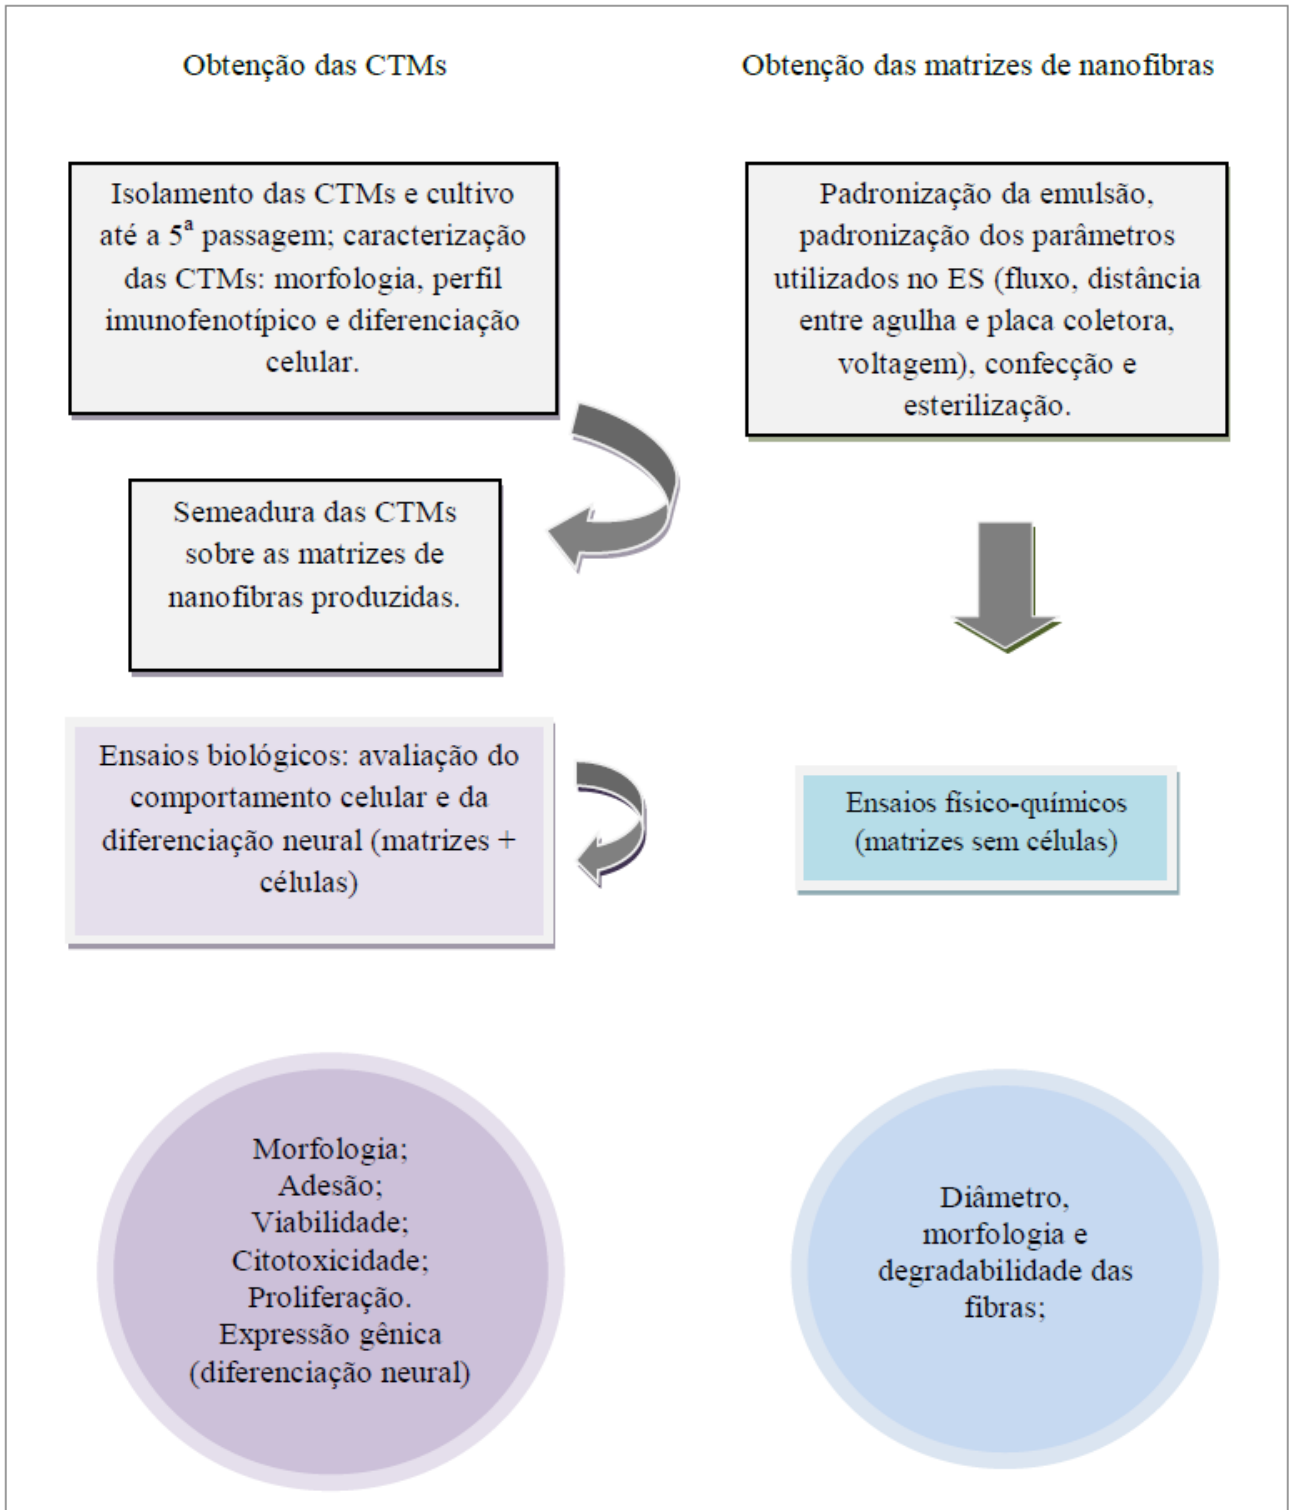 Obtenção das CTMs
Obtenção das matrizes de nanofibras
Isolamento das CTMs e cultivo
até a 5ª passagem; caracterização
das CTMs: morfologia, perfil
imunofenotípico e diferenciação
celular.
Padronização da emulsão,
padronização dos parâmetros
utilizados no ES (fluxo, distância
entre agulha e placa coletora,
voltagem), confecção e
esterilização.
Semeadura das CTMs
sobre as matrizes de
nanofibras produzidas.
Ensaios biológicos: avaliação do
comportamento celular e da
diferenciação neural (matrizes +
células)
Ensaios físico-químicos
(matrizes sem células)
Morfologia;
Adesão;
Viabilidade;
Citotoxicidade;
Proliferação.
Expressão gênica
(diferenciação neural)
Diâmetro,
morfologia e
degradabilidade das
fibras;